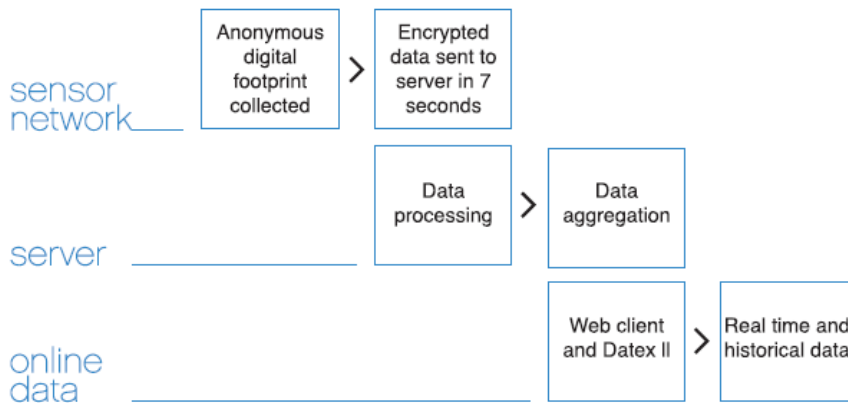 Anonymous
digital
footprint
collected
>
Encrypted
data sent to
server in 7
seconds
sensor
network
Data
processing
>
Data
aggregation
server
Web client
and Datex II
>
Real time and
historical data
online
data